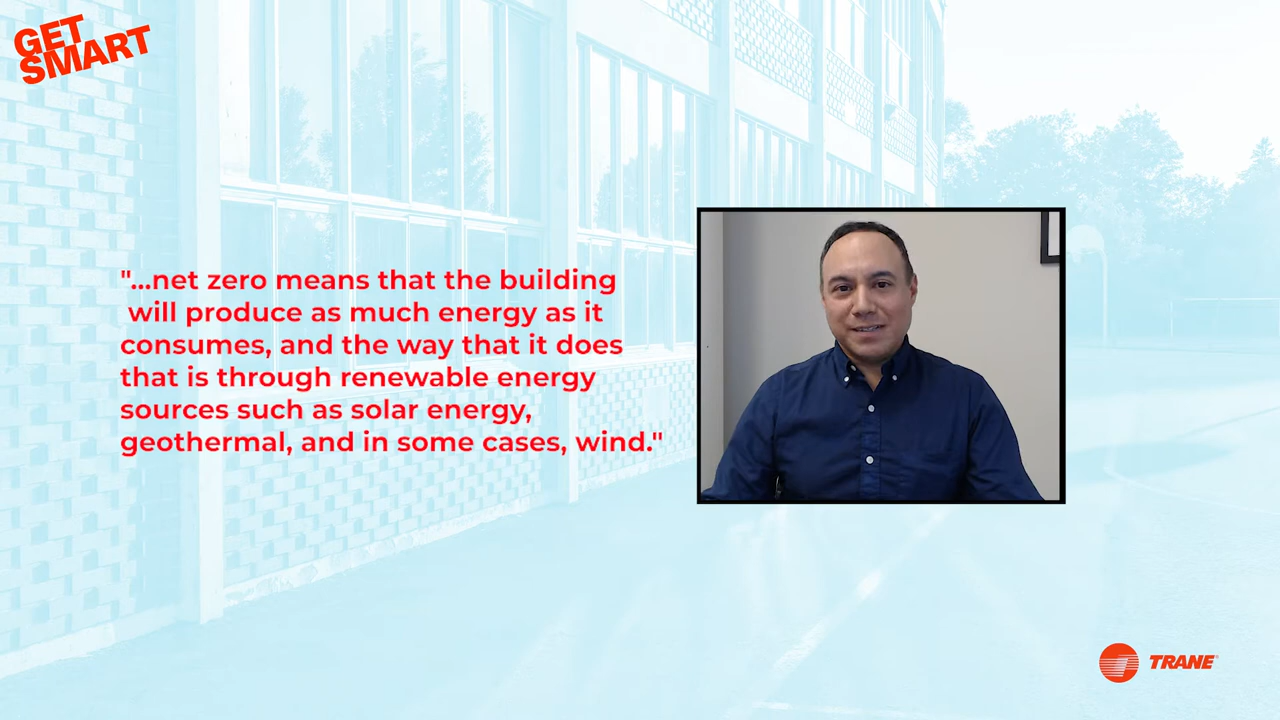 GET
SMART
"...net zero means that the building
will produce as much energy as it
consumes, and the way that it does
that is through renewable energy
sources such as solar energy,
geothermal, and in some cases, wind."
TRANE